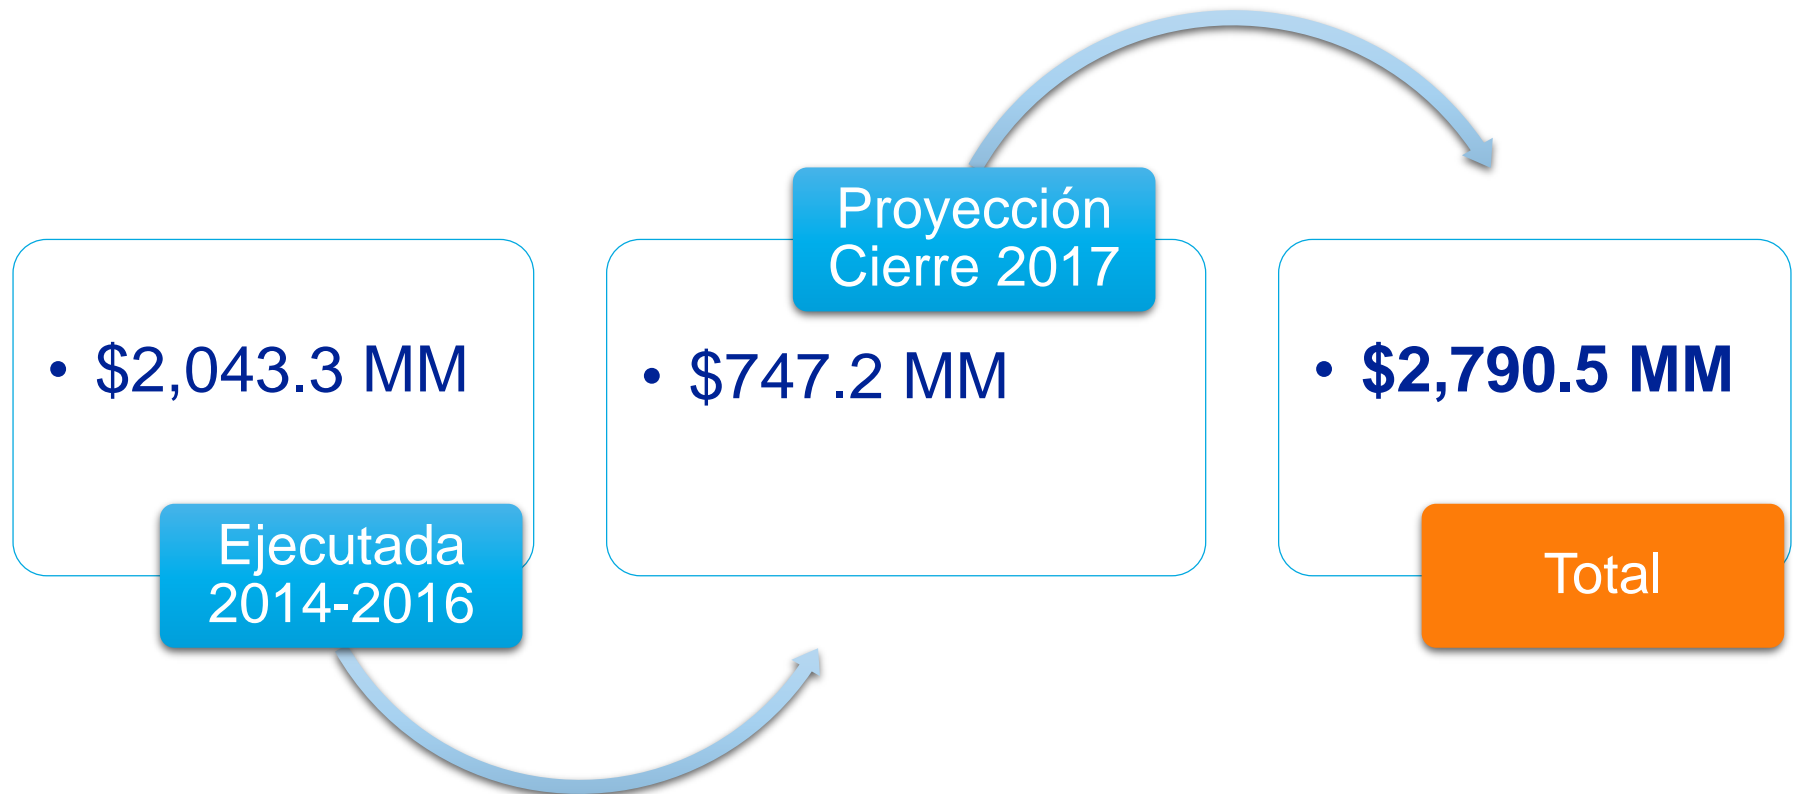 • $2,043.3 MM
Ejecutada
2014-2016
Proyección
Cierre 2017
• $747.2 MM
• $2,790.5 MM
Total